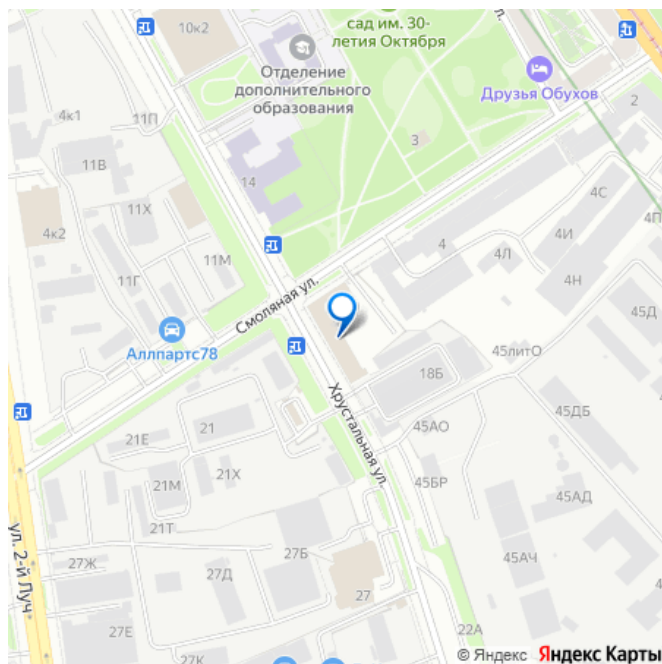 сад им. 30-
летия Октября
ул.
10к2
Отделение
дополнительного
образования
Друзья Обухов
2
4к1
11П
3
11В
14
4С
11Х
4И
4П
4к2
4
4Л
11М
4Н
11Г
45Д
Смоляная ул.
Аллпартс78
45литО
18Б
Хрустальная ул.
45ДБ
21
45АО
21Е
21Х
45БР
21М
45АД
21Т
ул. 2-й Луч
27Б
27Ж
45АЧ
27Д
27
27Е
22А
27К
© Яндекс Яндекс Карты